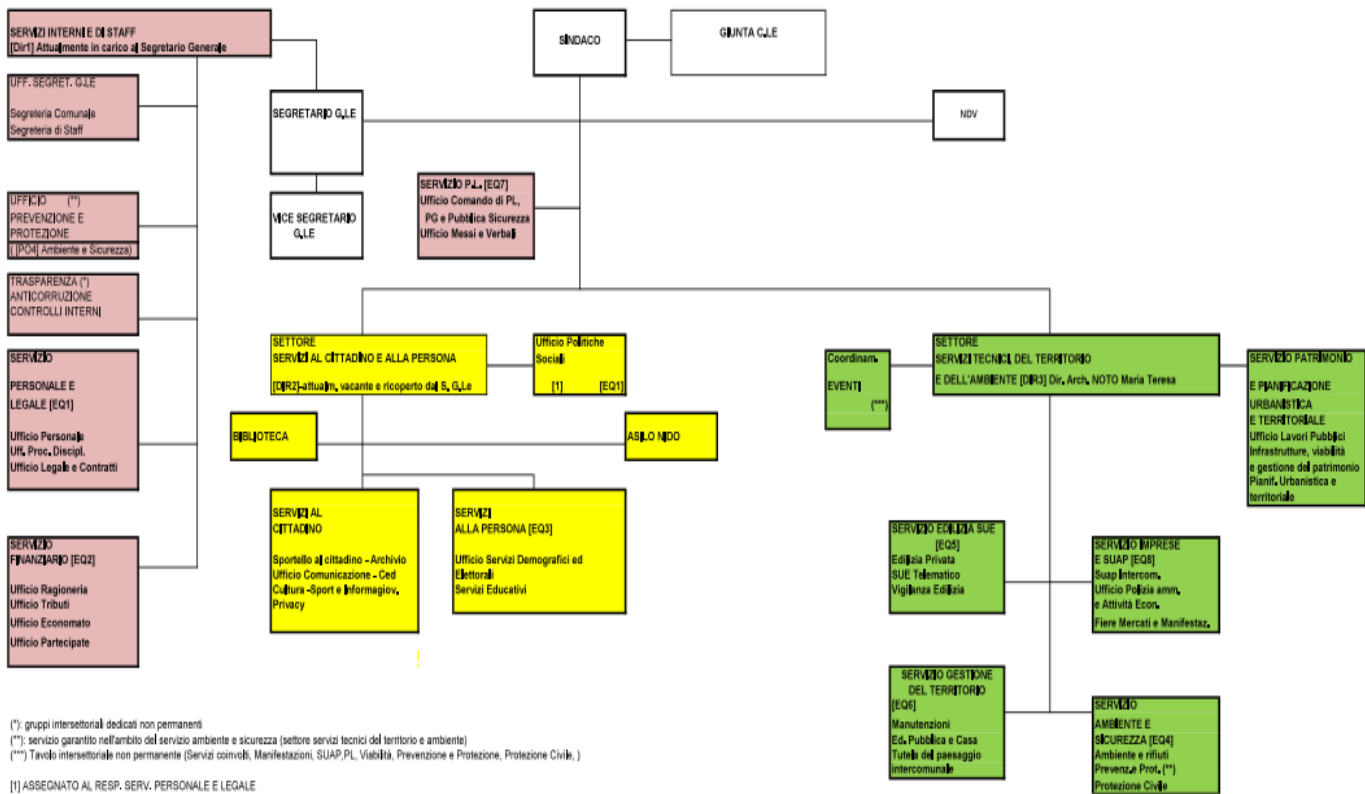 SERVIZI INTERNI E DI STAFF
[Dir1] Attualmente in carico al Segretario Generale
UFF. SEGRET. G.LE
Segreteria Comunale
Segreteria di Staff
UFFICIO (**)
PREVENZIONE E
PROTEZIONE
( [PO4] Ambiente e Sicurezza)
TRASPARENZA (*)
ANTICORRUZIONE
CONTROLLI INTERNI
SERVIZIO
PERSONALE E
LEGALE [EQ1]
Ufficio Personale
Uff. Proc. Discipl.
Ufficio Legale e Contratti
SERVIZIO
FINANZIARIO [EQ2]
Ufficio Ragioneria
Ufficio Tributi
Ufficio Economato
Ufficio Partecipate
SINDACO
GIUNTA C.LE
SEGRETARIO G.LE
NDV
VICE SEGRETARIO
G.LE
SERVIZIO P.L. [EQ7]
Ufficio Comando di PL,
PG e Pubblica Sicurezza
Ufficio Messi e Verbali
SETTORE
SERVIZI AL CITTADINO E ALLA PERSONA
[DIR2]-attualm. vacante e ricoperto dal S. G.Le
Ufficio Politiche
Sociali
[1] [EQ1]
BIBLIOTECA
ASILO NIDO
SERVIZI AL
CITTADINO
Sportello al cittadino - Archivio
Ufficio Comunicazione - Ced
Cultura -Sport e Informagiov.
Privacy
SERVIZI
ALLA PERSONA [EQ3]
Ufficio Servizi Demografici ed
Elettorali
Servizi Educativi
Coordinam.
EVENTI
(***)
SETTORE
SERVIZI TECNICI, DEL TERRITORIO
E DELL'AMBIENTE [DIR3] Dir. Arch. NOTO Maria Teresa
SERVIZIO PATRIMONIO
E PIANIFICAZIONE
URBANISTICA
E TERRITORIALE
Ufficio Lavori Pubblici
Infrastrutture, viabilità
e gestione del patrimonio
Pianif. Urbanistica e
territoriale
SERVIZIO EDILIZIA SUE
[EQ5]
Edilizia Privata
SUE Telematico
Vigilanza Edilizia
SERVIZIO IMPRESE
E SUAP [EQ8]
Suap Intercom.
Ufficio Polizia amm.
e Attività Econ.
Fiere Mercati e Manifestaz.
SERVIZIO GESTIONE
DEL TERRITORIO
[EQ6]
Manutenzioni
Ed. Pubblica e Casa
Tutela del paesaggio
intercomunale
SERVIZIO
AMBIENTE E
SICUREZZA [EQ4]
Ambiente e rifiuti
Prevenz.e Prot. (**)
Protezione Civile
(*): gruppi intersettoriali dedicati non permanenti
(**): servizio garantito nell'ambito del servizio ambiente e sicurezza (settore servizi tecnici del territorio e ambiente)
(***) Tavolo intersettoriale non permanente (Servizi coinvolti, Manifestazioni, SUAP,PL, Viabilità, Prevenzione e Protezione, Protezione Civile, )
[1] ASSEGNATO AL RESP. SERV. PERSONALE E LEGALE